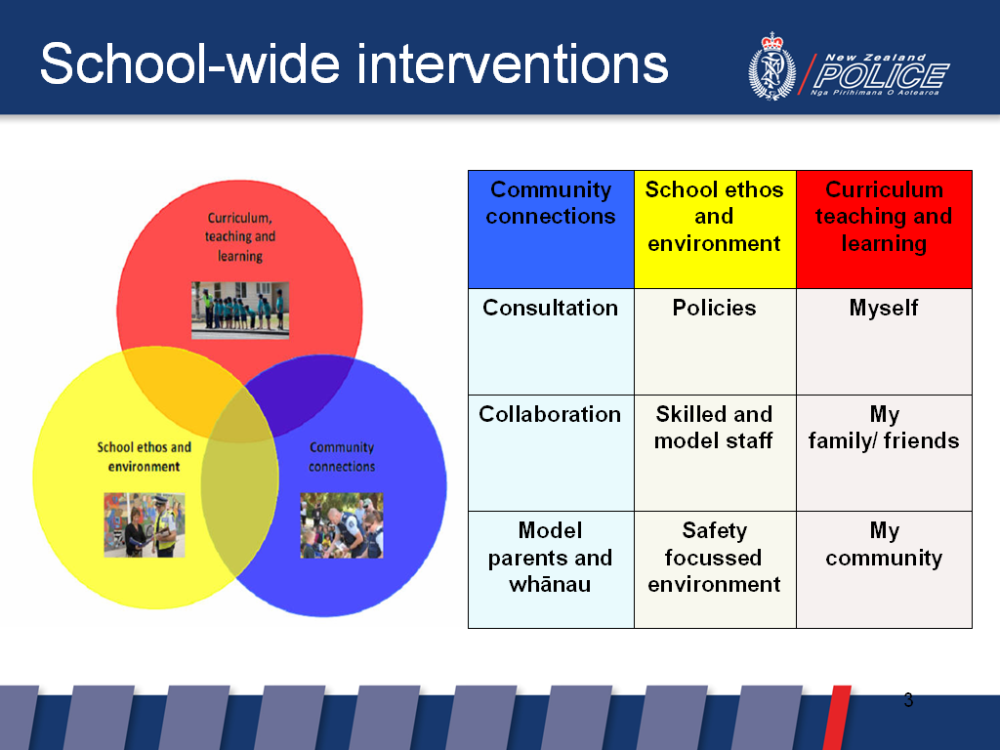 School-wide interventions
New Zealand
POLICE
Nga Pirihimana O Aotearoa
Curriculum,
teaching and
learning
School ethos and
environment
Community
connections
Community
connections
School ethos
and
environment
Curriculum
teaching and
learning
Consultation
Policies
Myself
Collaboration
Skilled and
model staff
My
family/ friends
Model
parents and
whānau
Safety
focussed
environment
My
community
3